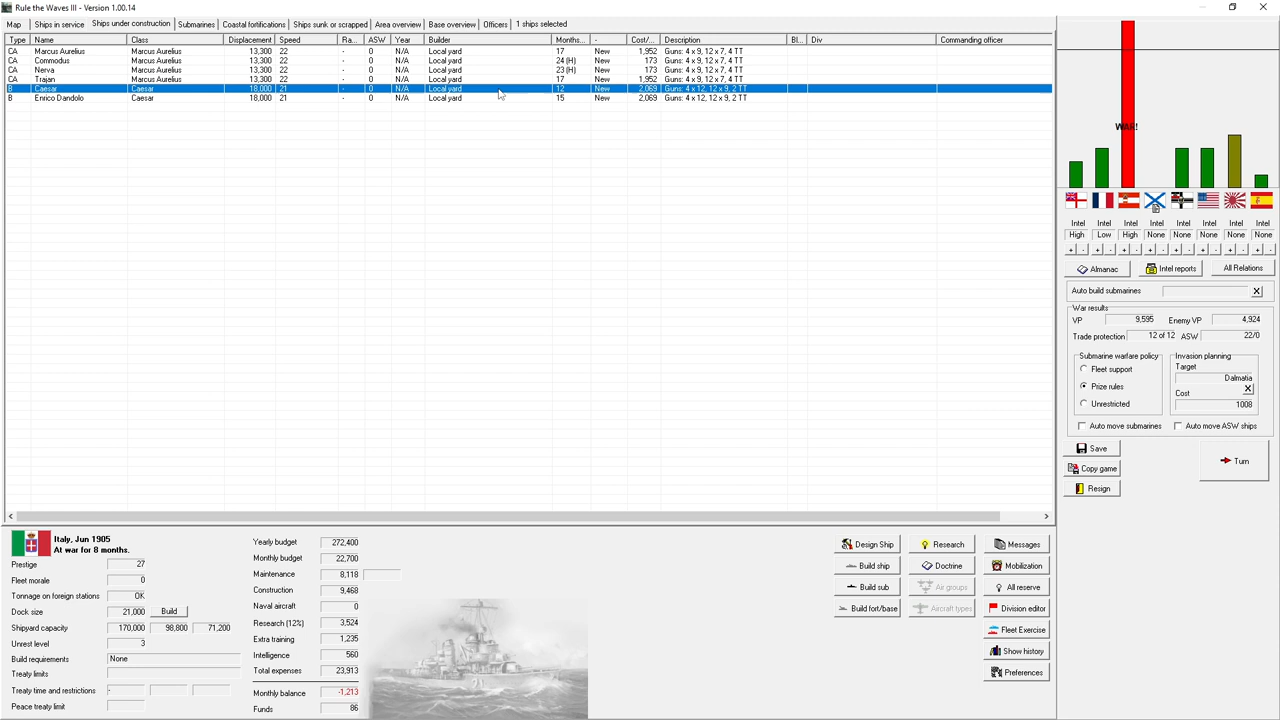 Rule the Waves III - Version 1.00.14
Map Ships in service Ships under construction Submarines Coastal fortifications Ships sunk or scrapped Area overview Base overview Officers 1 ships selected
Type Name Class Displacement Speed Ra... ASW Year Builder Months... - Cost/... Description Bl... Div Commanding officer
CA Marcus Aurelius Marcus Aurelius 13,300 22 - 0 N/A Local yard 17 New 1,952 Guns: 4 x 9, 12 x 7, 4 TT
CA Commodus Marcus Aurelius 13,300 22 - 0 N/A Local yard 24 (H) New 173 Guns: 4 x 9, 12 x 7, 4 TT
CA Nerva Marcus Aurelius 13,300 22 - 0 N/A Local yard 23 (H) New 173 Guns: 4 x 9, 12 x 7, 4 TT
CA Trajan Marcus Aurelius 13,300 22 - 0 N/A Local yard 17 New 1,952 Guns: 4 x 9, 12 x 7, 4 TT
B Caesar Caesar 18,000 21 - 0 N/A Local yard 12 New 2,069 Guns: 4 x 12, 12 x 9, 2 TT
B Enrico Dandolo Caesar 18,000 21 - 0 N/A Local yard 15 New 2,069 Guns: 4 x 12, 12 x 9, 2 TT
WAR!
Intel Intel Intel Intel Intel Intel Intel Intel
High Low High None None None None None
+ - + - + - + - + - + - + - + -
Almanac Intel reports All Relations
Auto build submarines X
War results
VP 9,595 Enemy VP 4,924
Trade protection 12 of 12 ASW 22/0
Submarine warfare policy Invasion planning
Fleet support Target
Dalmatia
Prize rules Cost X
Unrestricted 1008
Auto move submarines Auto move ASW ships
Save Turn
Copy game
Resign
Italy, Jun 1905
At war for 8 months.
Prestige 27
Fleet morale 0
Tonnage on foreign stations OK
Dock size 21,000 Build
Shipyard capacity 170,000 98,800 71,200
Unrest level 3
Build requirements None
Treaty limits
Treaty time and restrictions -
Peace treaty limit
Yearly budget 272,400
Monthly budget 22,700
Maintenance 8,118
Construction 9,468
Naval aircraft 0
Research (12%) 3,524
Extra training 1,235
Intelligence 560
Total expenses 23,913
Monthly balance -1,213
Funds 86
Design Ship Research Messages
Build ship Doctrine Mobilization
Build sub Air groups All reserve
Build fort/base Aircraft types Division editor
Fleet Exercise
Show history
Preferences